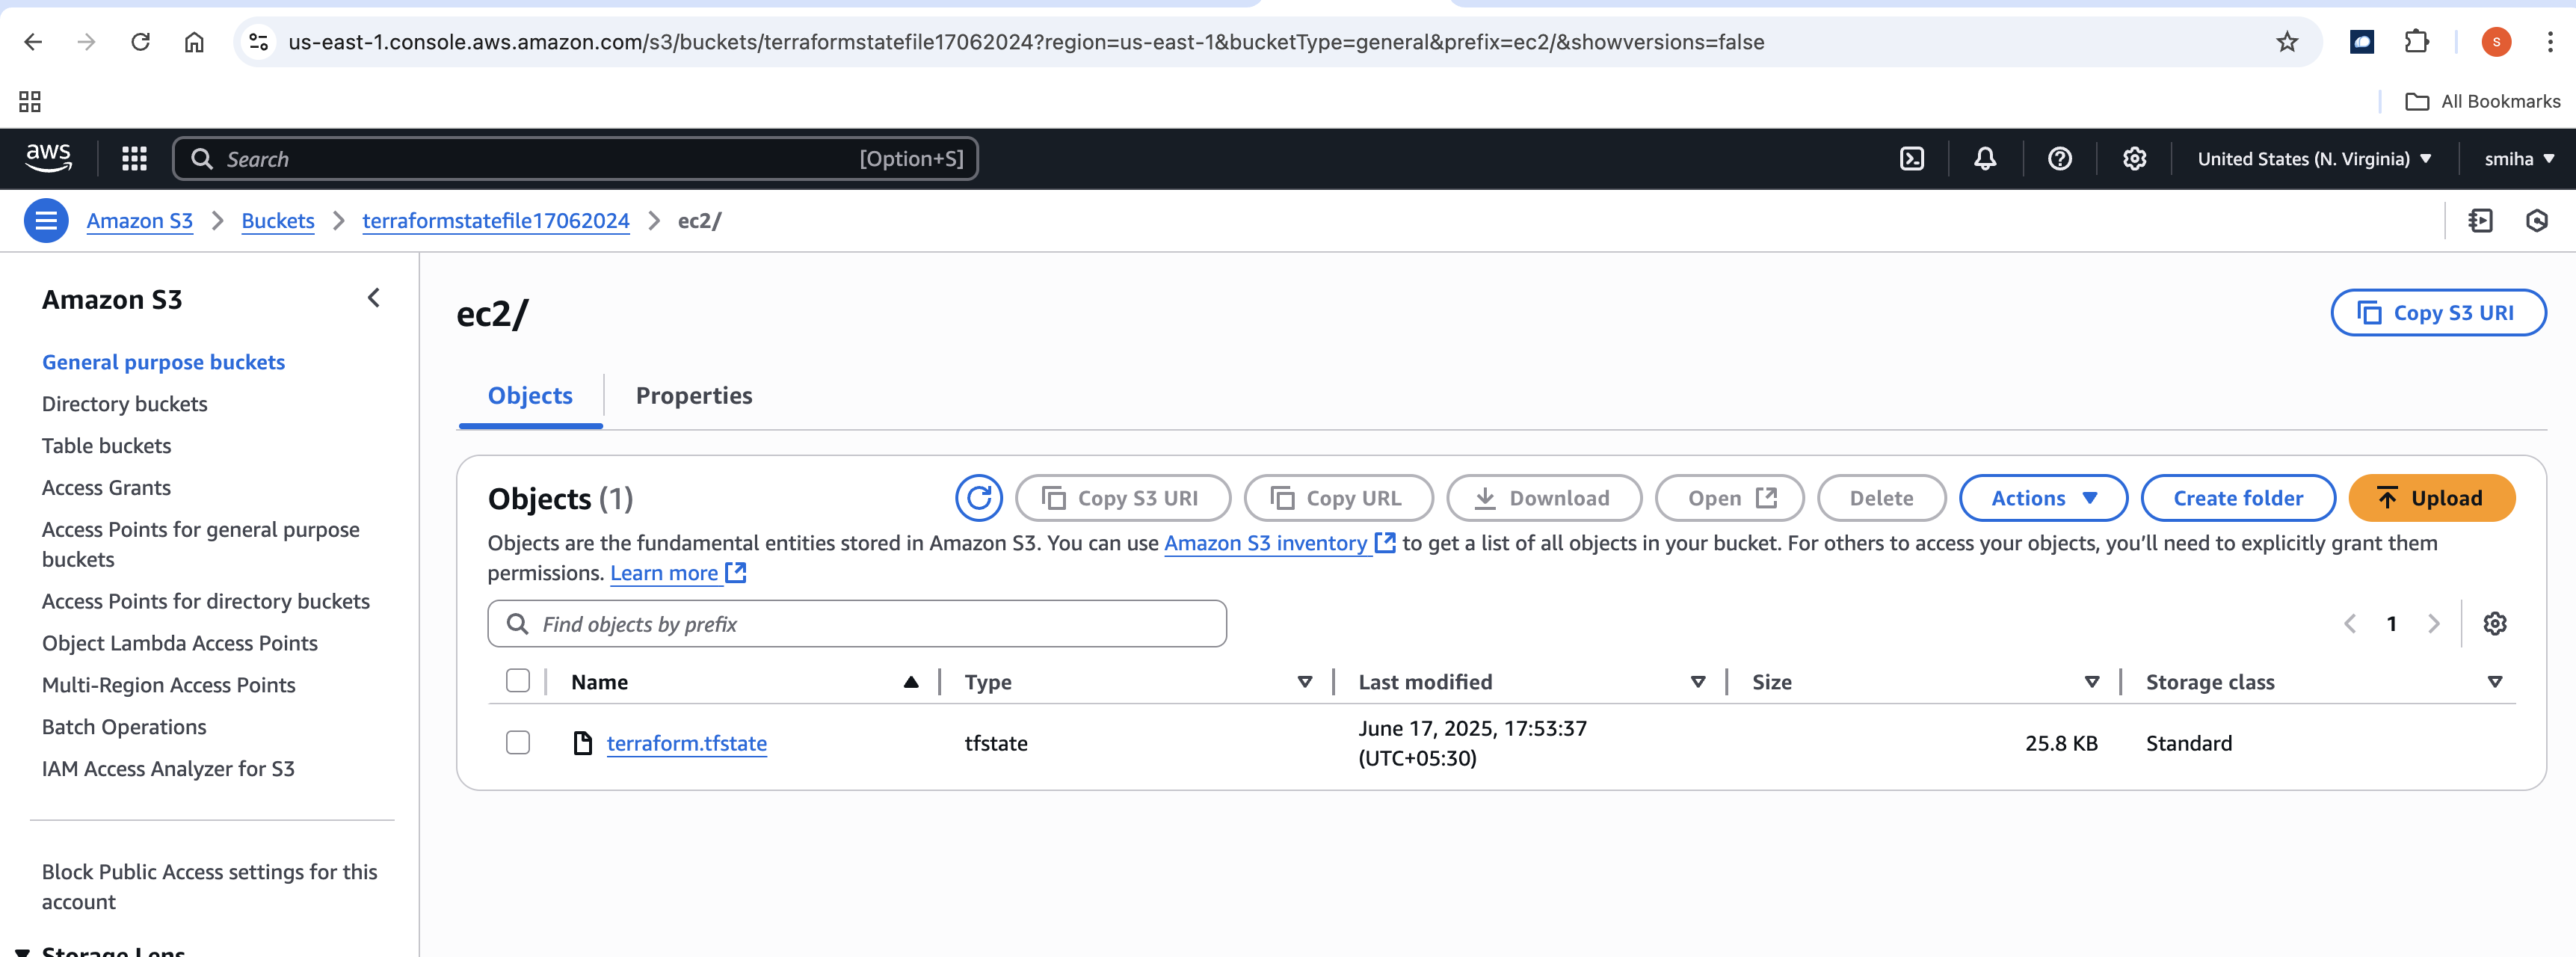 us-east-1.console.aws.amazon.com/s3/buckets/terraformstatefile17062024?region=us-east-1&bucketType=general&prefix=ec2/&showversions=false
S
All Bookmarks
aws
Search
[Option+S]
United States (N. Virginia)
smiha
Amazon S3
Buckets
terraformstatefile17062024
ec2/
Amazon S3
General purpose buckets
Directory buckets
Table buckets
Access Grants
Access Points for general purpose
buckets
Access Points for directory buckets
Object Lambda Access Points
Multi-Region Access Points
Batch Operations
IAM Access Analyzer for S3
Block Public Access settings for this
account
Storage Lens
ec2/
Copy S3 URI
Objects
Properties
Objects (1)
Copy S3 URI
Copy URL
Download
Open
Delete
Actions
Create folder
Upload
Objects are the fundamental entities stored in Amazon S3. You can use Amazon S3 inventory to get a list of all objects in your bucket. For others to access your objects, you'll need to explicitly grant them
permissions. Learn more
Find objects by prefix
1
Name
Type
Last modified
Size
Storage class
terraform.tfstate
tfstate
June 17, 2025, 17:53:37
(UTC+05:30)
25.8 KB
Standard